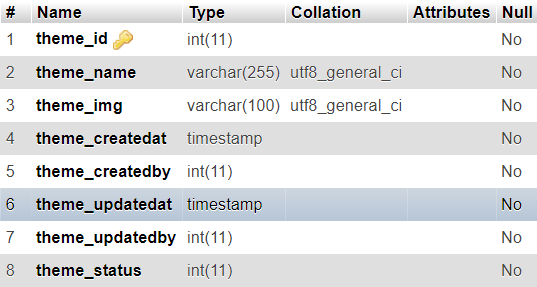 # Name Type Collation Attributes Null
1 theme_id int(11) No
2 theme_name varchar(255) utf8_general_ci No
3 theme_img varchar(100) utf8_general_ci No
4 theme_createdat timestamp No
5 theme_createdby int(11) No
6 theme_updatedat timestamp No
7 theme_updatedby int(11) No
8 theme_status int(11) No